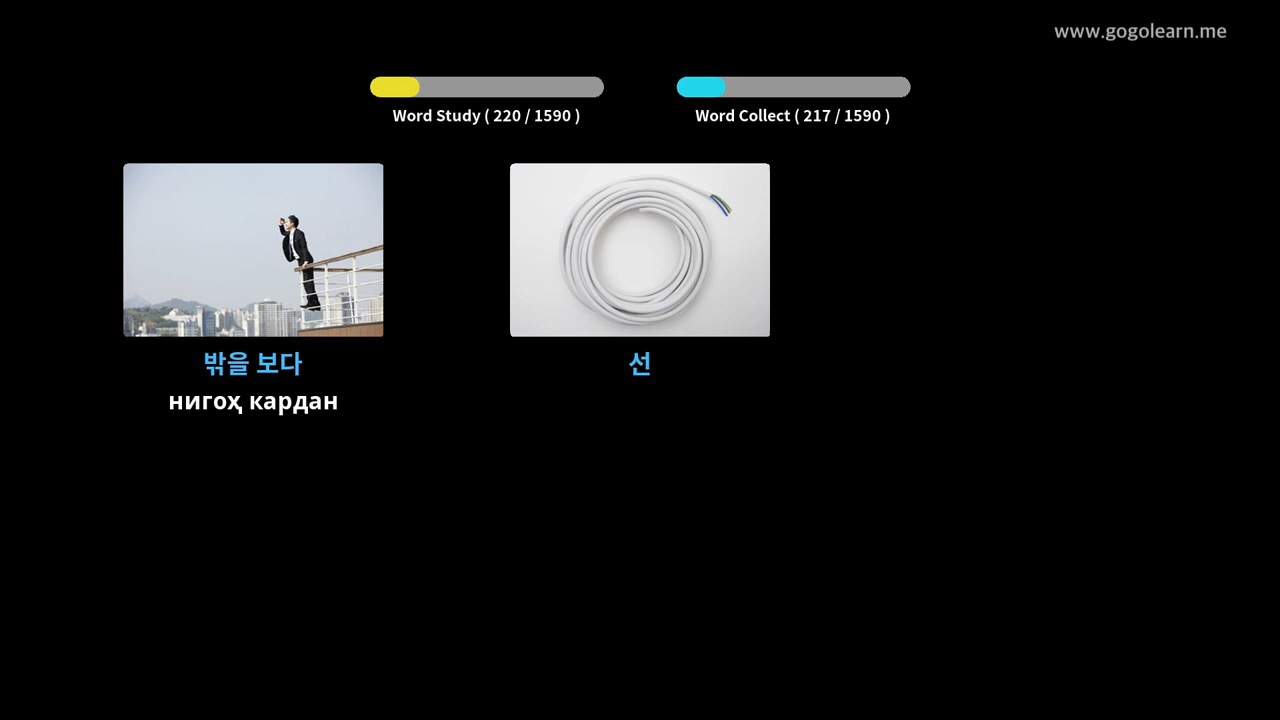 www.gogolearn.me
Word Study ( 220 / 1590 )
Word Collect ( 217 / 1590 )
밖을 보다
нигоҳ кардан
선